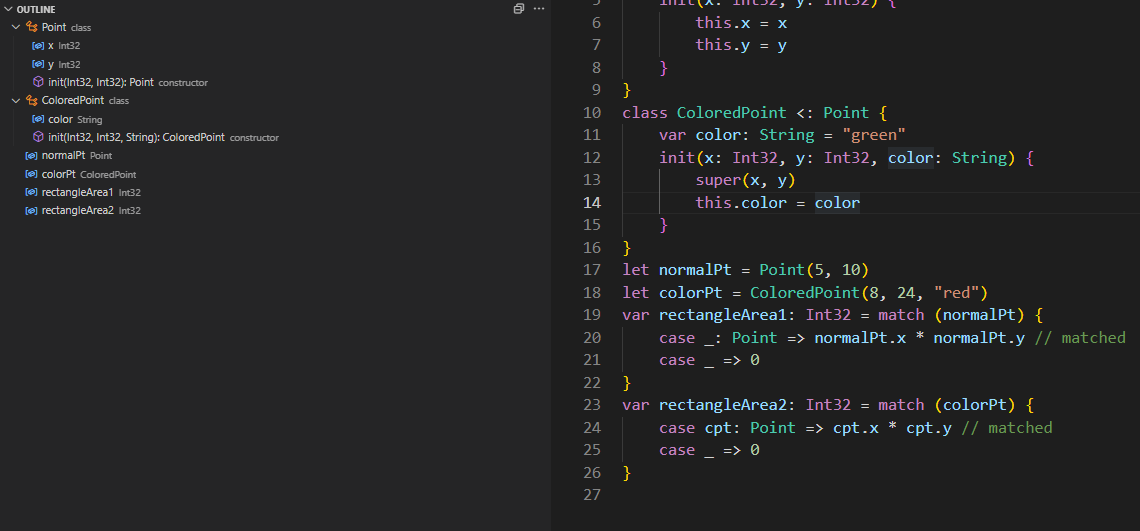 OUTLINE
Point class
x Int32
y Int32
init(Int32, Int32): Point constructor
ColoredPoint class
color String
init(Int32, Int32, String): ColoredPoint constructor
normalPt Point
colorPt ColoredPoint
rectangleArea1 Int32
rectangleArea2 Int32
5 init(x: Int32, y: Int32) {
6 this.x = x
7 this.y = y
8 }
9 }
10 class ColoredPoint <: Point {
11 var color: String = "green"
12 init(x: Int32, y: Int32, color: String) {
13 super(x, y)
14 this.color = color
15 }
16 }
17 let normalPt = Point(5, 10)
18 let colorPt = ColoredPoint(8, 24, "red")
19 var rectangleArea1: Int32 = match (normalPt) {
20 case _: Point => normalPt.x * normalPt.y // matched
21 case _ => 0
22 }
23 var rectangleArea2: Int32 = match (colorPt) {
24 case cpt: Point => cpt.x * cpt.y // matched
25 case _ => 0
26 }
27